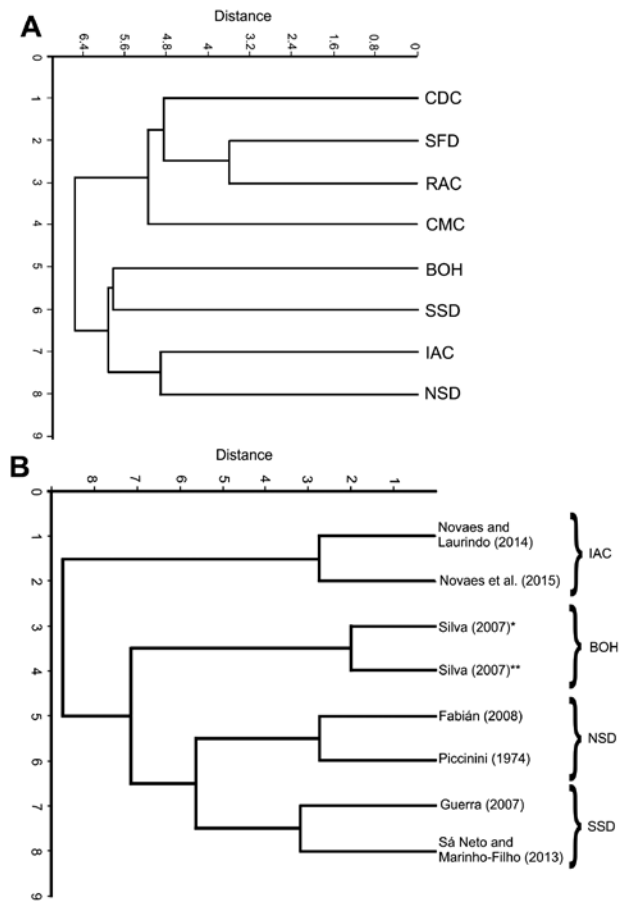 A
Distance
6.4 5.6 4.8 4 3.2 2.4 1.6 0.8 0
0
1
2
3
4
5
6
7
8
9
CDC
SFD
RAC
CMC
BOH
SSD
IAC
NSD
B
Distance
8 7 6 5 4 3 2 1
0
1
2
3
4
5
6
7
8
9
Novaes and
Laurindo (2014)
Novaes et al. (2015)
IAC
Silva (2007)*
Silva (2007)**
BOH
Fabián (2008)
Piccinini (1974)
NSD
Guerra (2007)
Sá Neto and
Marinho-Filho (2013)
SSD